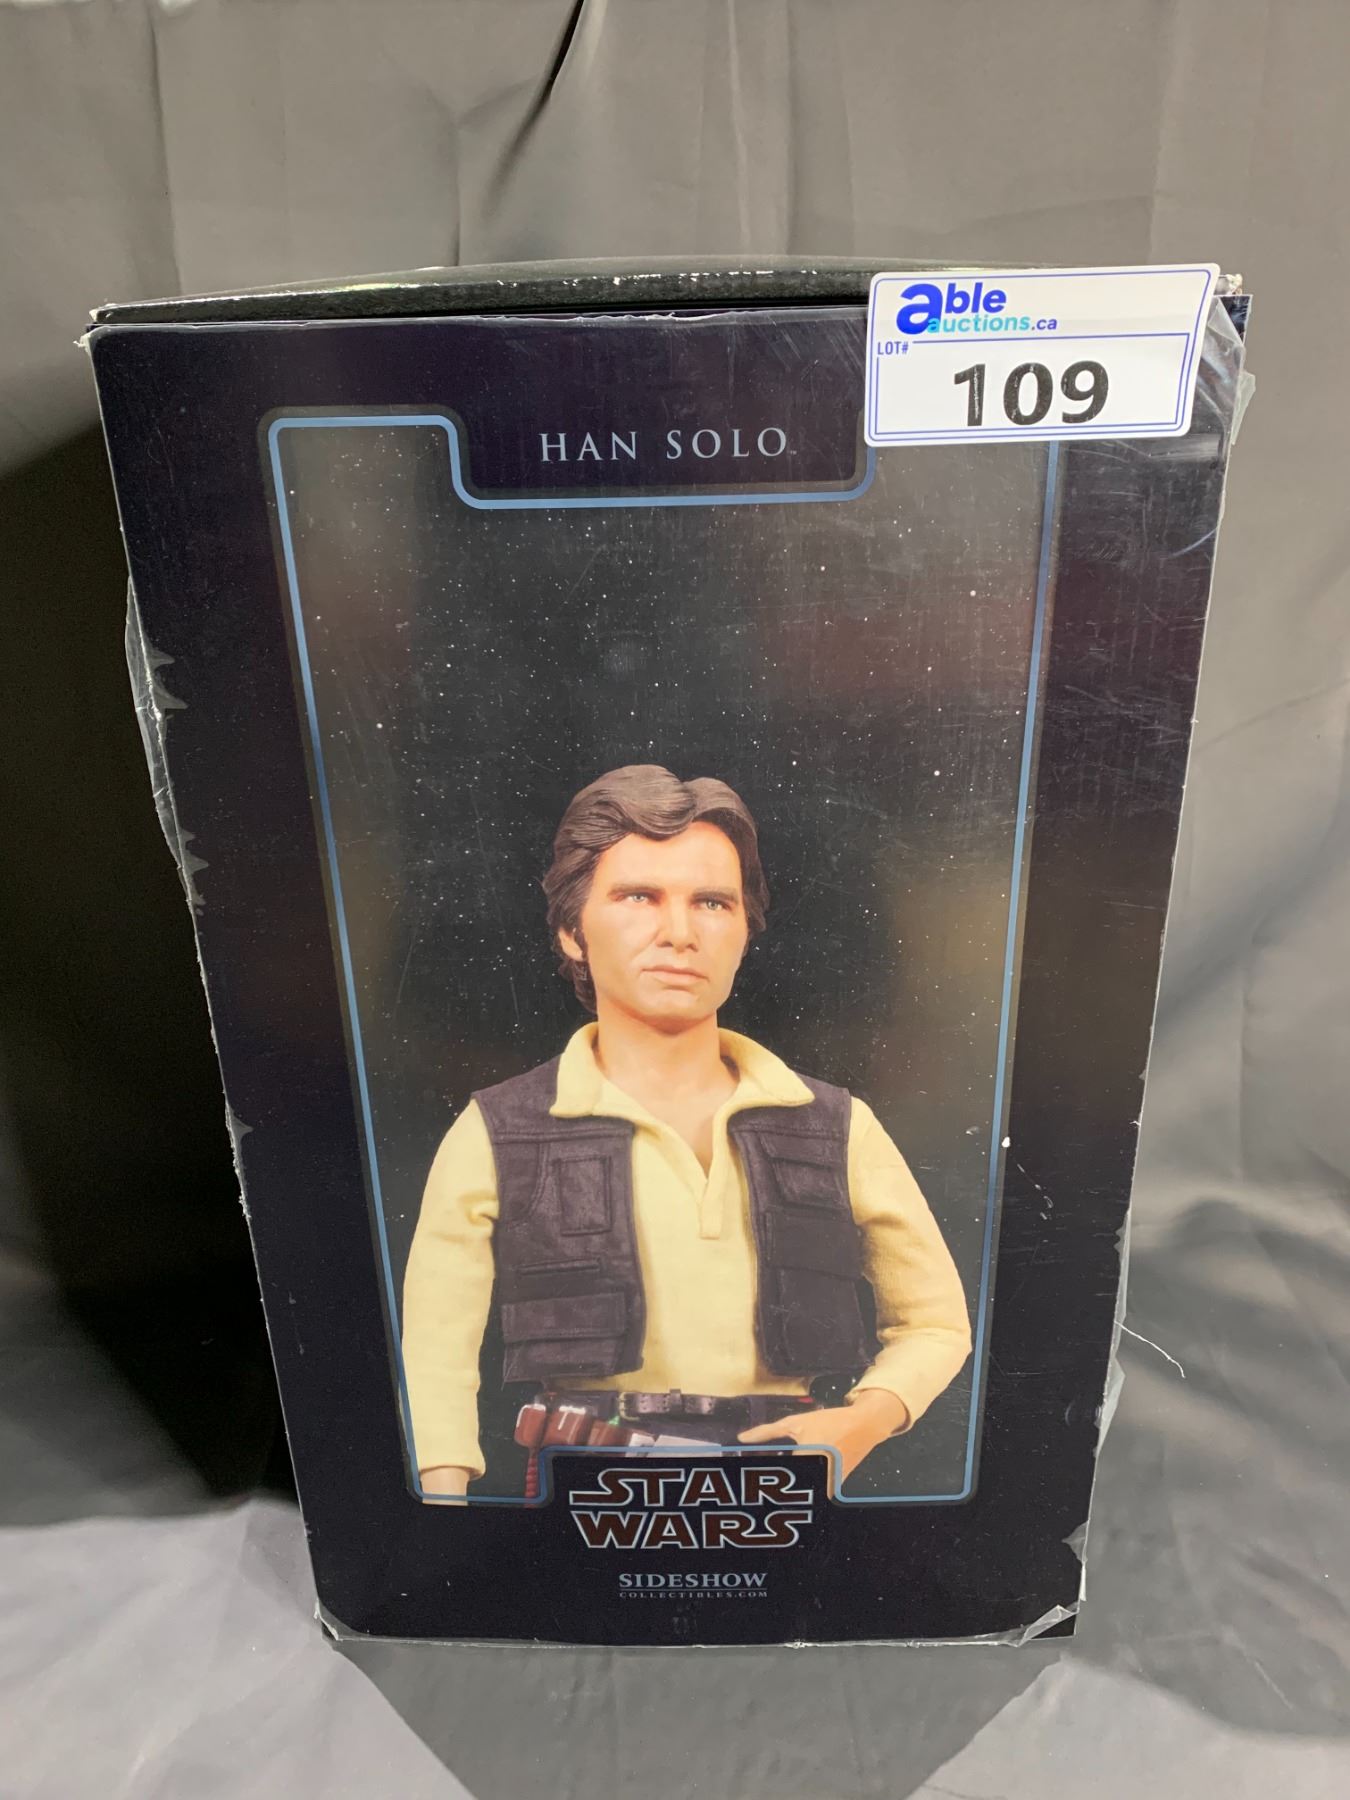 able
auctions.ca
LOT#
109
HAN SOLO
STAR
WARS
SIDESHOW
COLLECTIBLES.COM